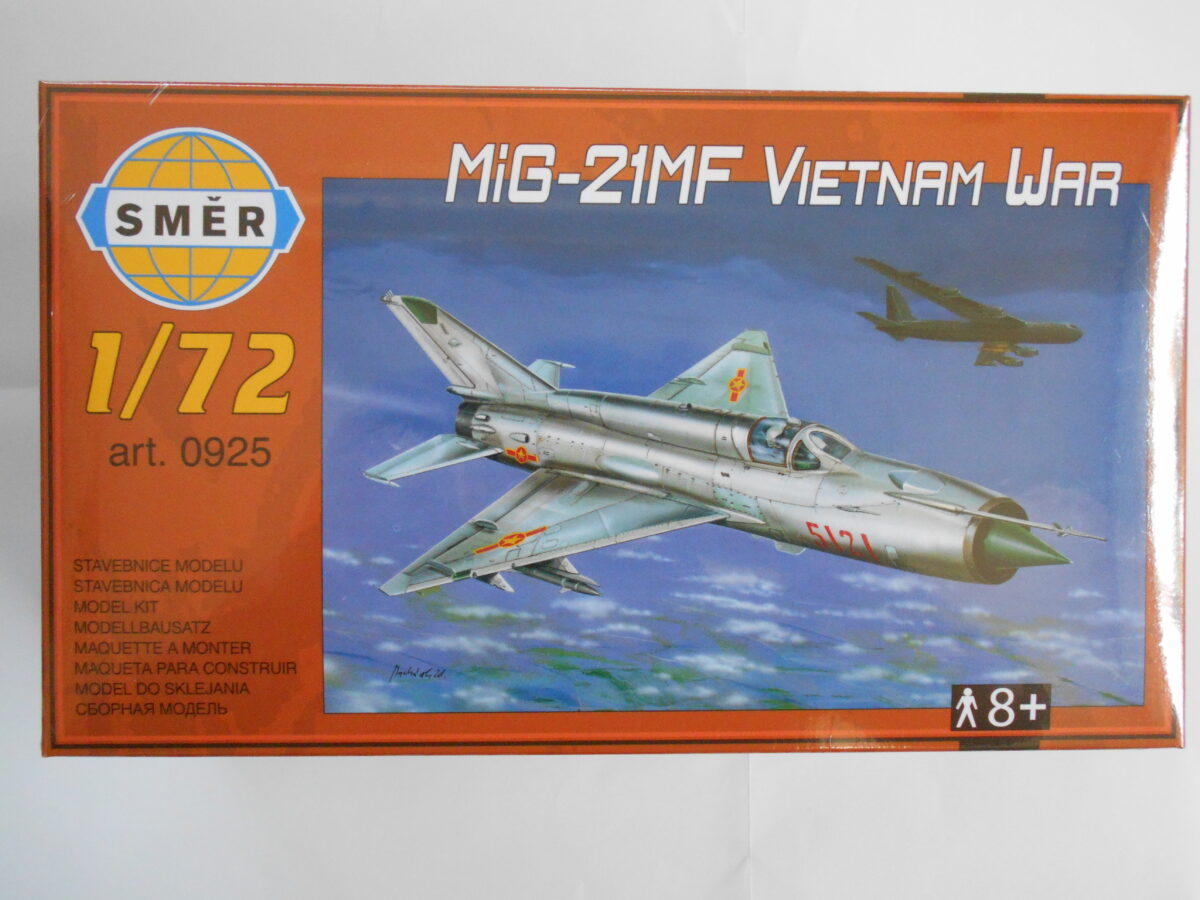 SMĚR
MiG-21MF VIETNAM WAR
1/72
art. 0925
5121
STAVEBNICE MODELU
STAVEBNICA MODELU
MODEL KIT
MODELLBAUSATZ
MAQUETTE A MONTER
MAQUETA PARA CONSTRUIR
MODEL DO SKLEJANIA
СБОРНАЯ МОДЕЛЬ
8+